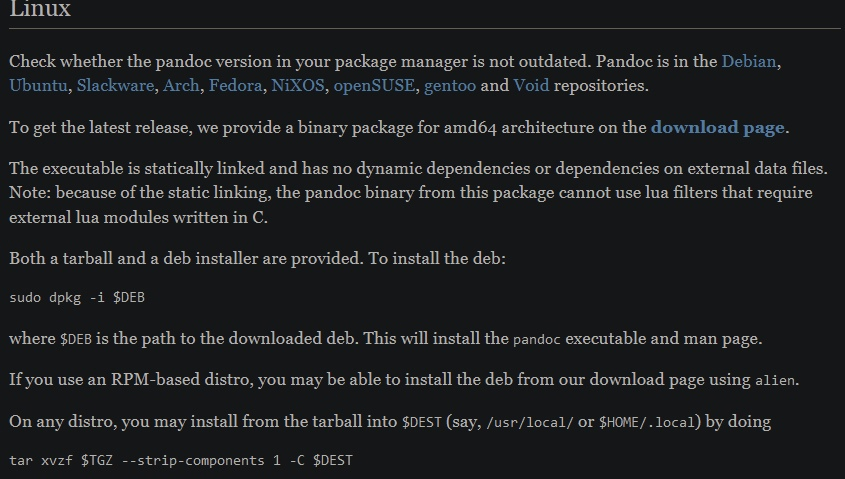 Linux
Check whether the pandoc version in your package manager is not outdated. Pandoc is in the Debian,
Ubuntu, Slackware, Arch, Fedora, NiXOS, openSUSE, gentoo and Void repositories.
To get the latest release, we provide a binary package for amd64 architecture on the download page.
The executable is statically linked and has no dynamic dependencies or dependencies on external data files.
Note: because of the static linking, the pandoc binary from this package cannot use lua filters that require
external lua modules written in C.
Both a tarball and a deb installer are provided. To install the deb:
sudo dpkg -i $DEB
where $DEB is the path to the downloaded deb. This will install the pandoc executable and man page.
If you use an RPM-based distro, you may be able to install the deb from our download page using alien.
On any distro, you may install from the tarball into $DEST (say, /usr/local/ or $HOME/.local) by doing
tar xvzf $TGZ --strip-components 1 -C $DEST